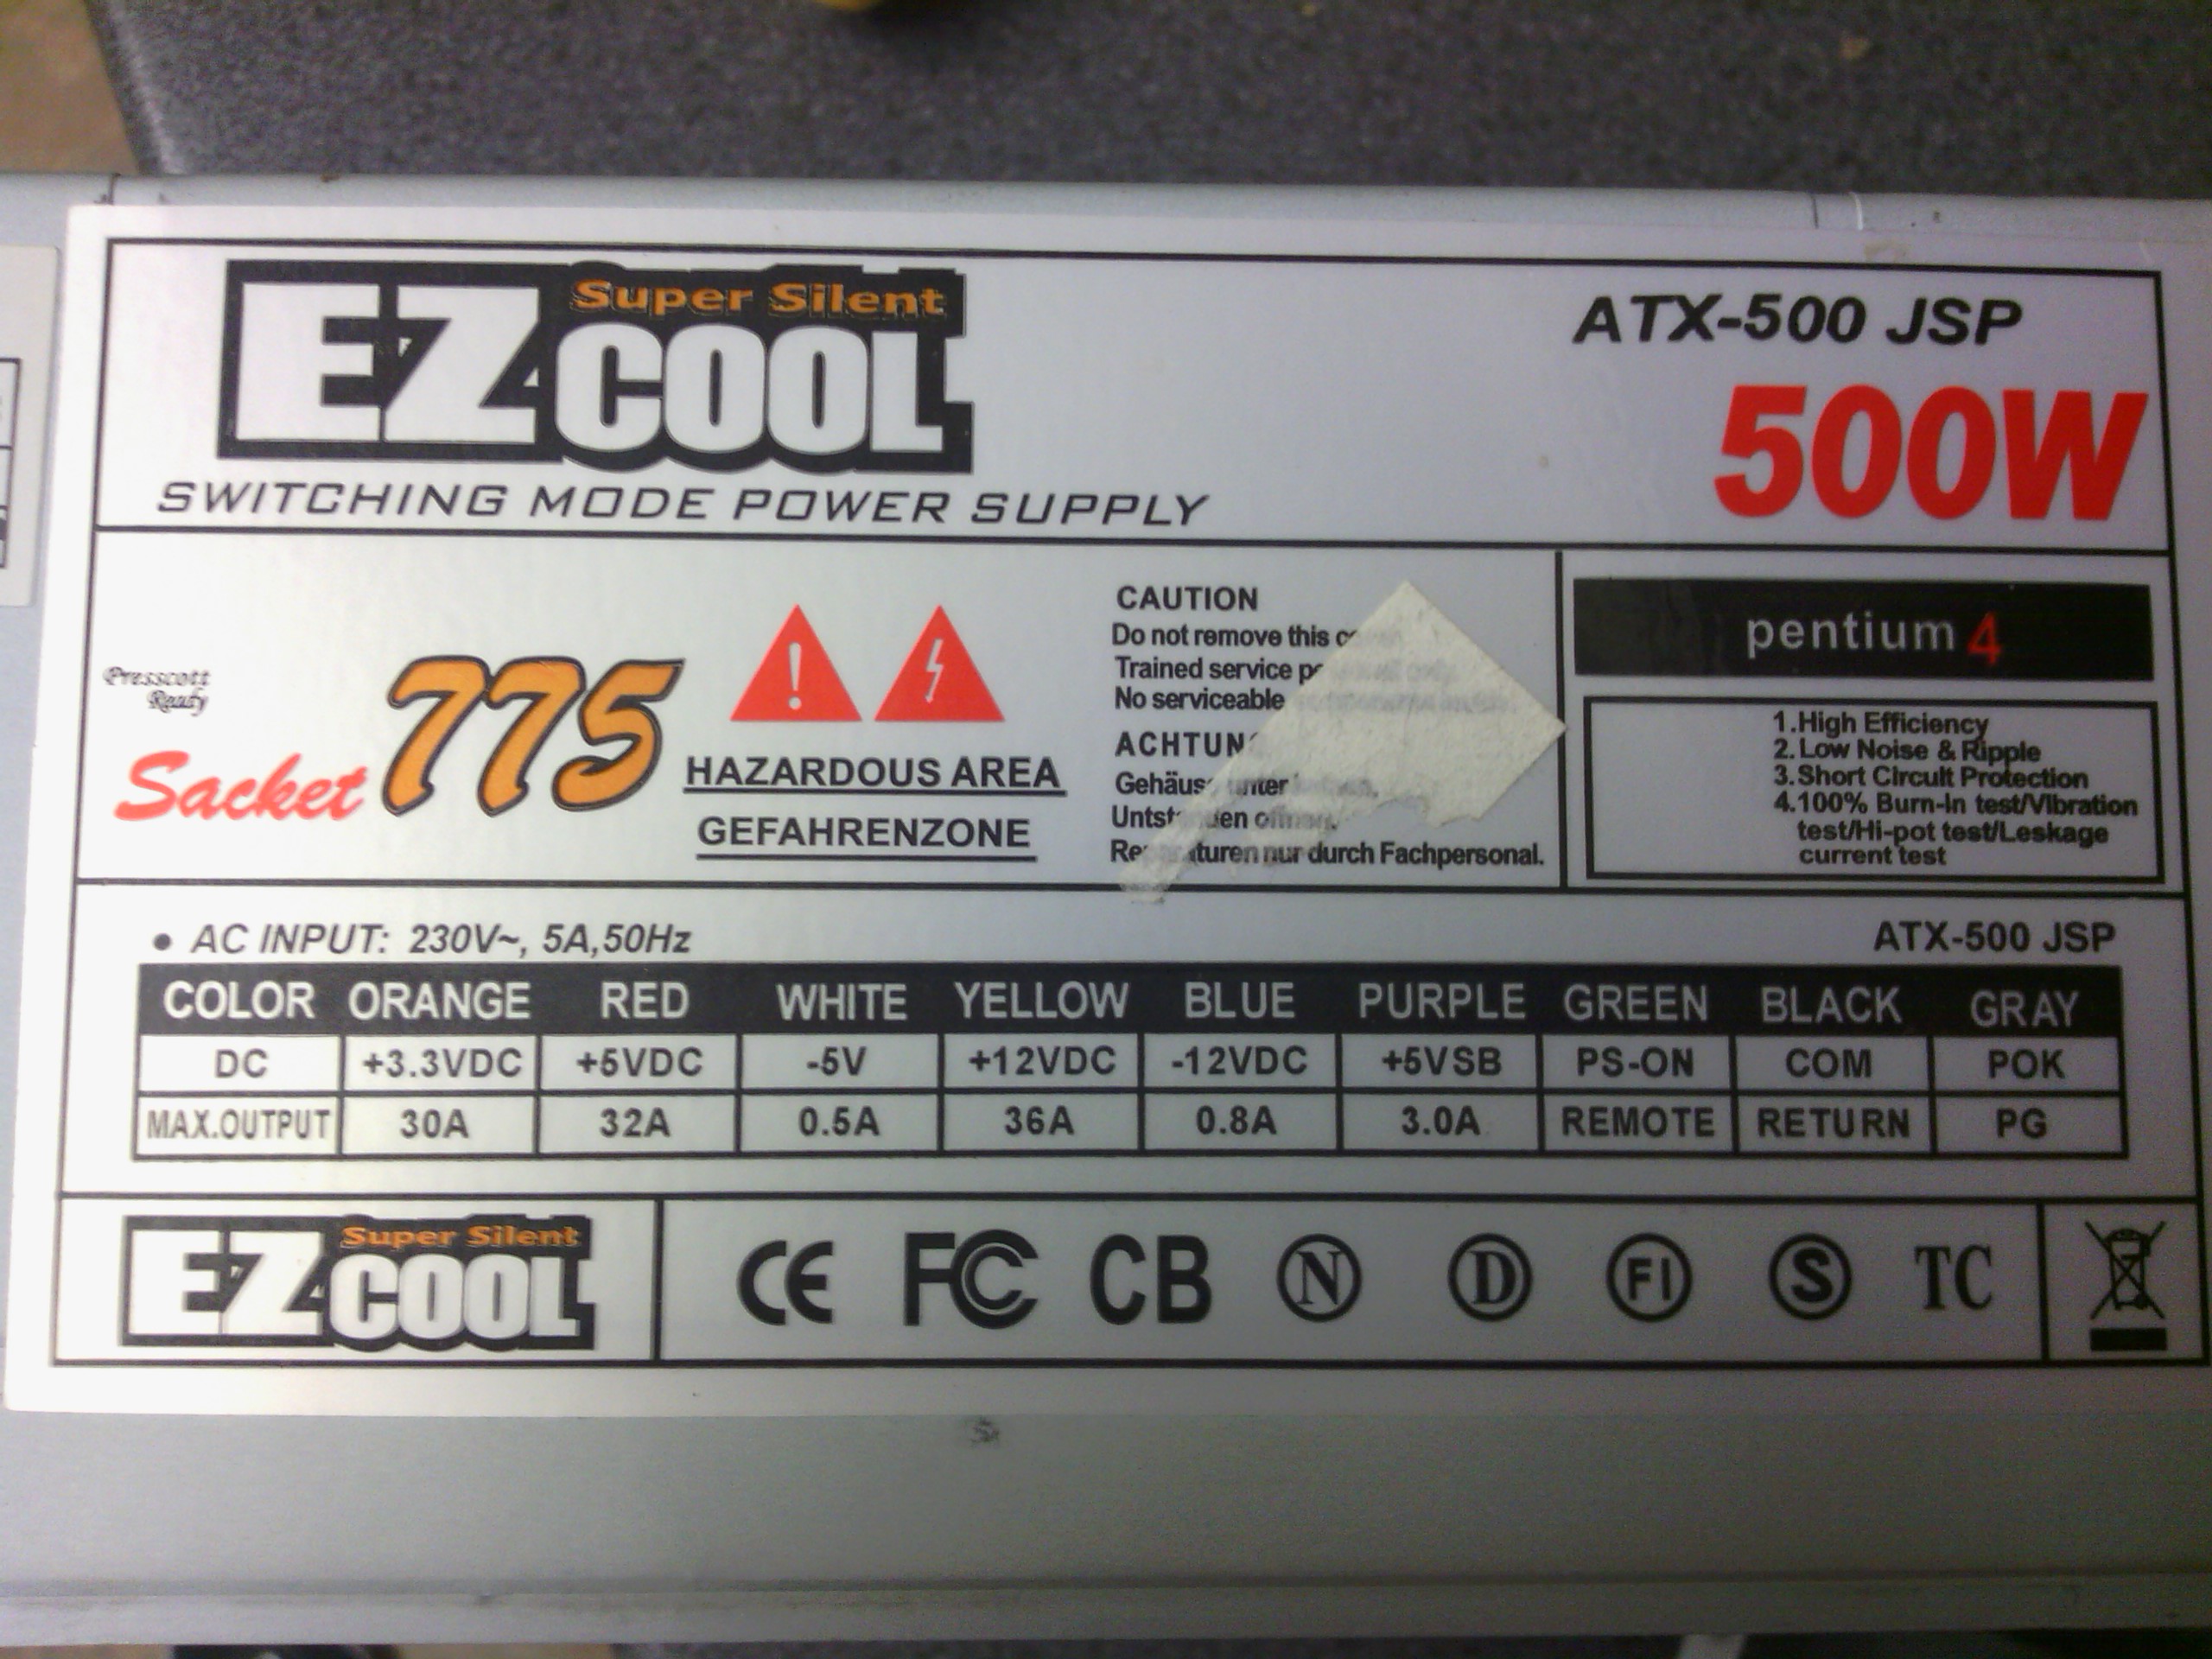 Super Silent
EZ COOL
SWITCHING MODE POWER SUPPLY
ATX-500 JSP
500W
Presscott
Ready
Sacket 775
HAZARDOUS AREA
GEFAHRENZONE
CAUTION
Do not remove this
Trained service
No serviceable
ACHTUNG
unter
offnen.
nur durch Fachpersonal.
pentium 4
1.High Efficiency
2.Low Noise & Ripple
3.Short Circuit Protection
4.100% Burn-In test/Vibration
test/Hi-pot test/Leskage
current test
• AC INPUT: 230V~, 5A,50Hz
ATX-500 JSP
COLOR ORANGE RED WHITE YELLOW BLUE PURPLE GREEN BLACK GRAY
DC +3.3VDC +5VDC -5V +12VDC -12VDC +5VSB PS-ON COM POK
MAX.OUTPUT 30A 32A 0.5A 36A 0.8A 3.0A REMOTE RETURN PG
Super Silent
EZ COOL
CE FC CB N D FI S TC